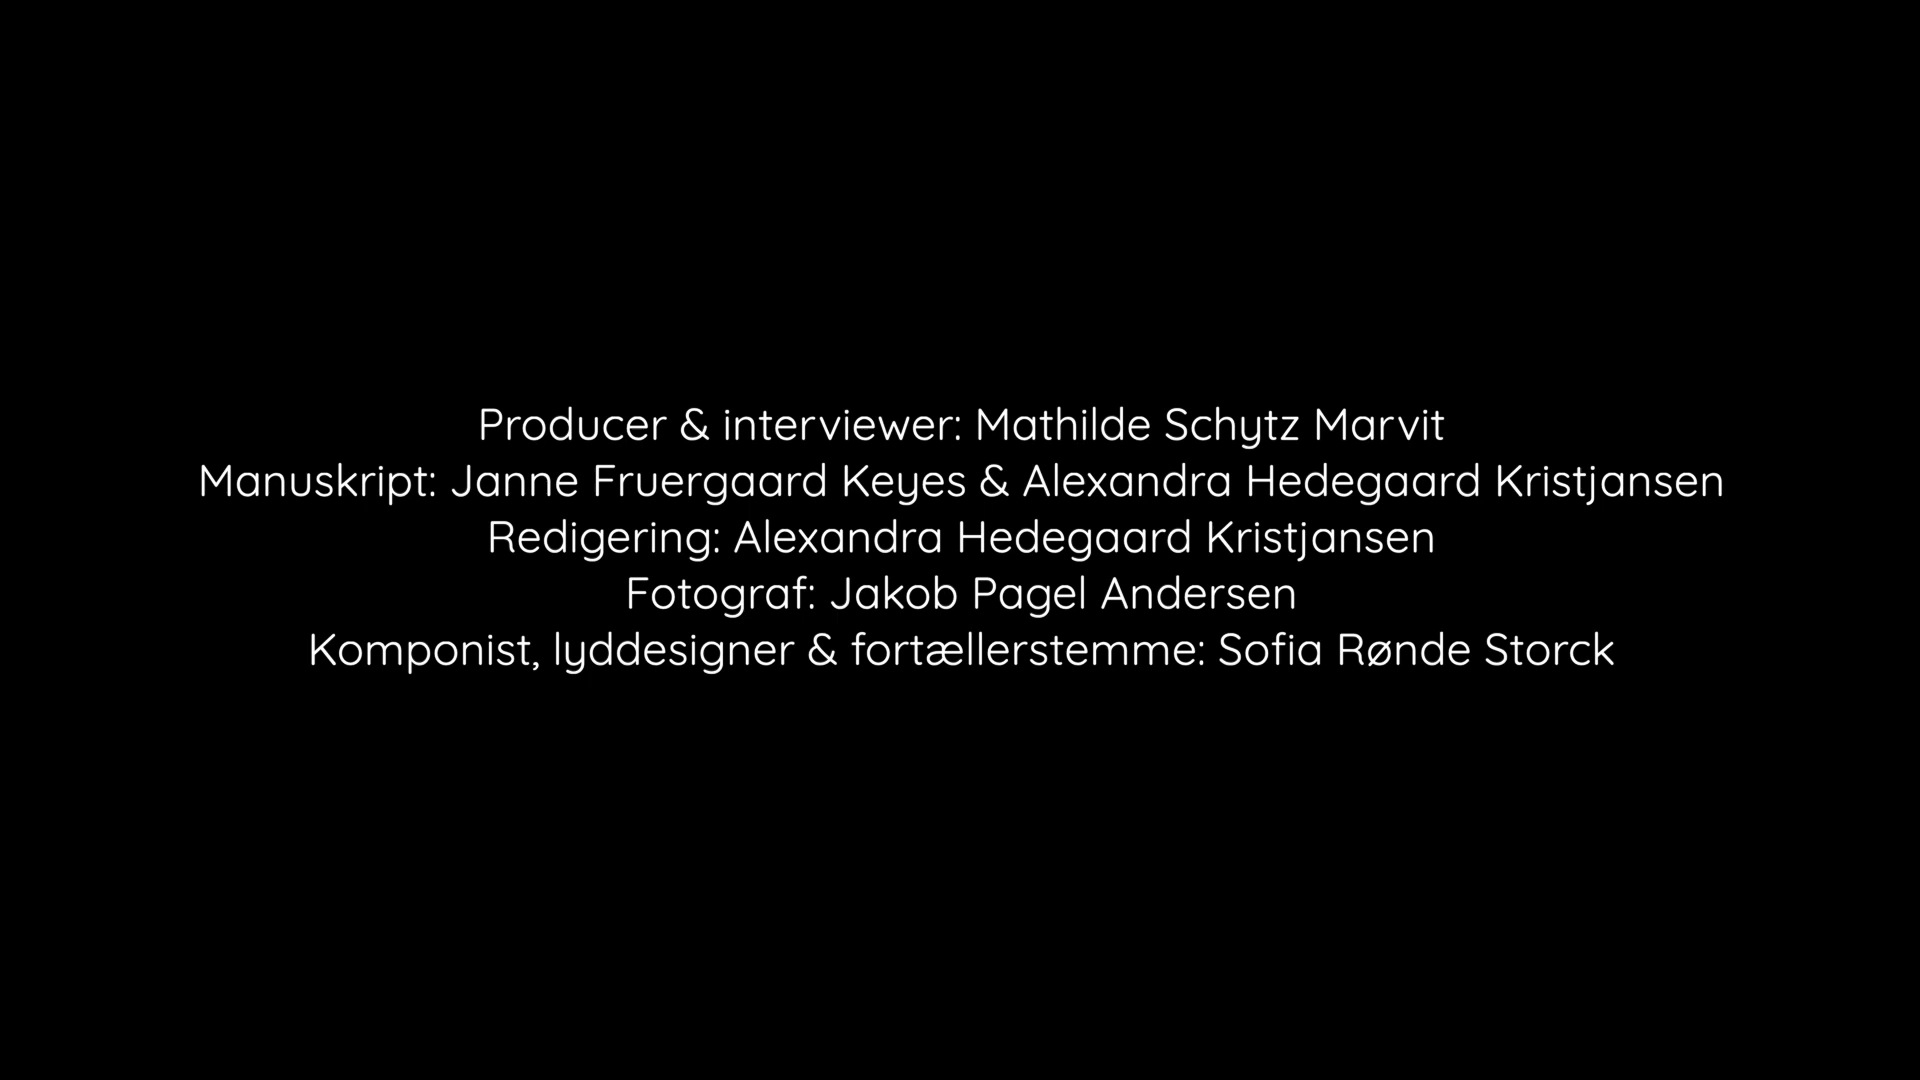 Producer & interviewer: Mathilde Schytz Marvit
Manuskript: Janne Fruergaard Keyes & Alexandra Hedegaard Kristjansen
Redigering: Alexandra Hedegaard Kristjansen
Fotograf: Jakob Pagel Andersen
Komponist, lyddesigner & fortællerstemme: Sofia Rønde Storck